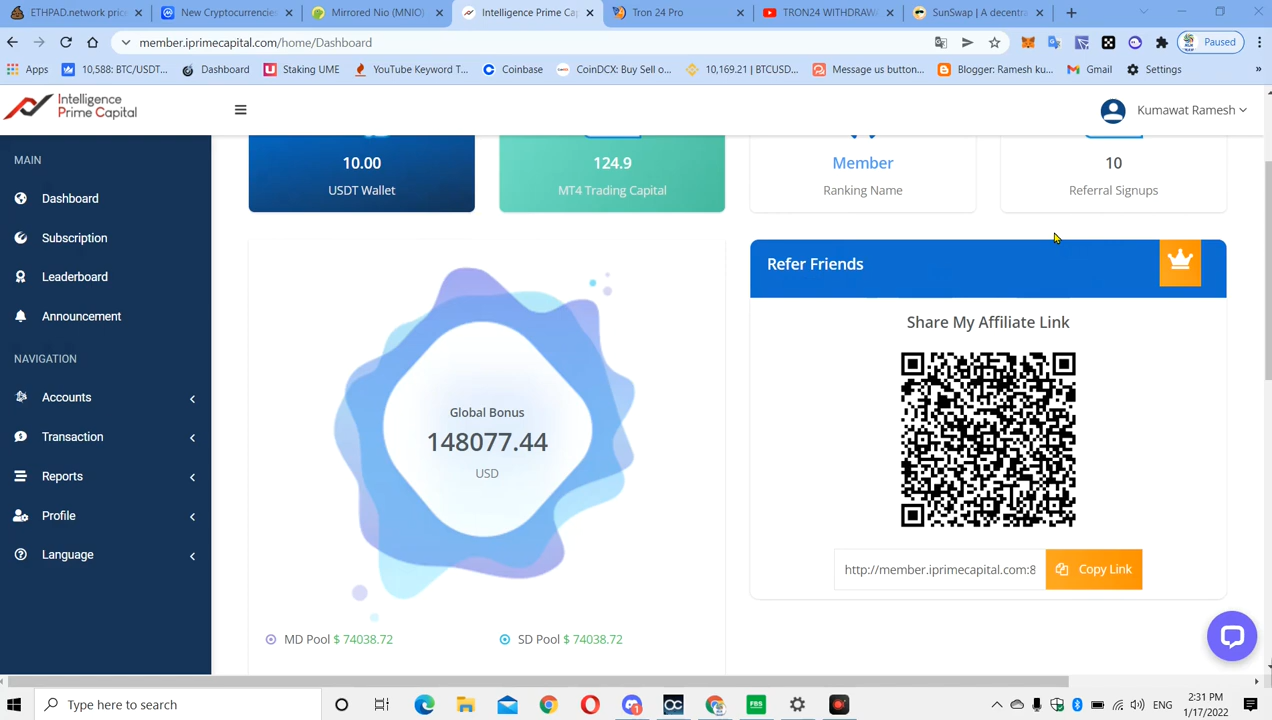 ETHPAD.network price
New Cryptocurrencies
Mirrored Nio (MNIO)
Intelligence Prime Cap
Tron 24 Pro
TRON24 WITHDRAW
SunSwap | A decentra
member.iprimecapital.com/home/Dashboard
Paused
Apps
10,588: BTC/USDT...
Dashboard
Staking UME
YouTube Keyword T...
Coinbase
CoinDCX: Buy Sell o...
10,169.21 | BTCUSD...
Message us button...
Blogger: Ramesh ku...
Gmail
Settings
»
Intelligence
Prime Capital
Kumawat Ramesh
MAIN
Dashboard
Subscription
Leaderboard
Announcement
NAVIGATION
Accounts
Transaction
Reports
Profile
Language
10.00
USDT Wallet
124.9
MT4 Trading Capital
Member
Ranking Name
10
Referral Signups
Global Bonus
148077.44
USD
MD Pool $ 74038.72
SD Pool $ 74038.72
Refer Friends
Share My Affiliate Link
http://member.iprimecapital.com:8
Copy Link
Type here to search
FBS
ENG
2:31 PM
1/17/2022